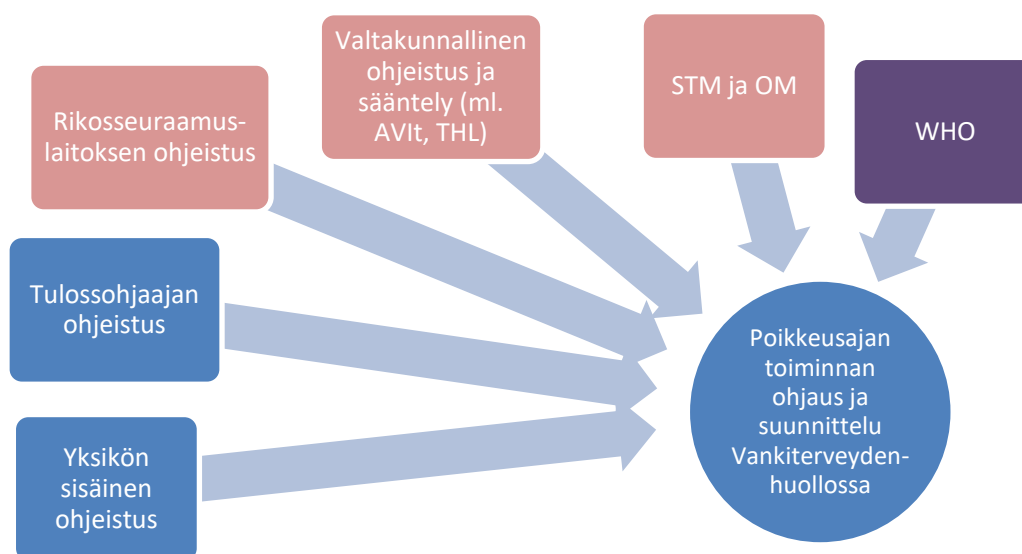 Valtakunnallinen
ohjeistus ja
sääntely (ml.
AVIt, THL)
STM ja OM
WHO
Rikosseuraamus-
laitoksen ohjeistus
Tulossohjaajan
ohjeistus
Yksikön
sisäinen
ohjeistus
Poikkeusajan
toiminnan
ohjaus ja
suunnittelu
Vankiterveyden-
huollossa